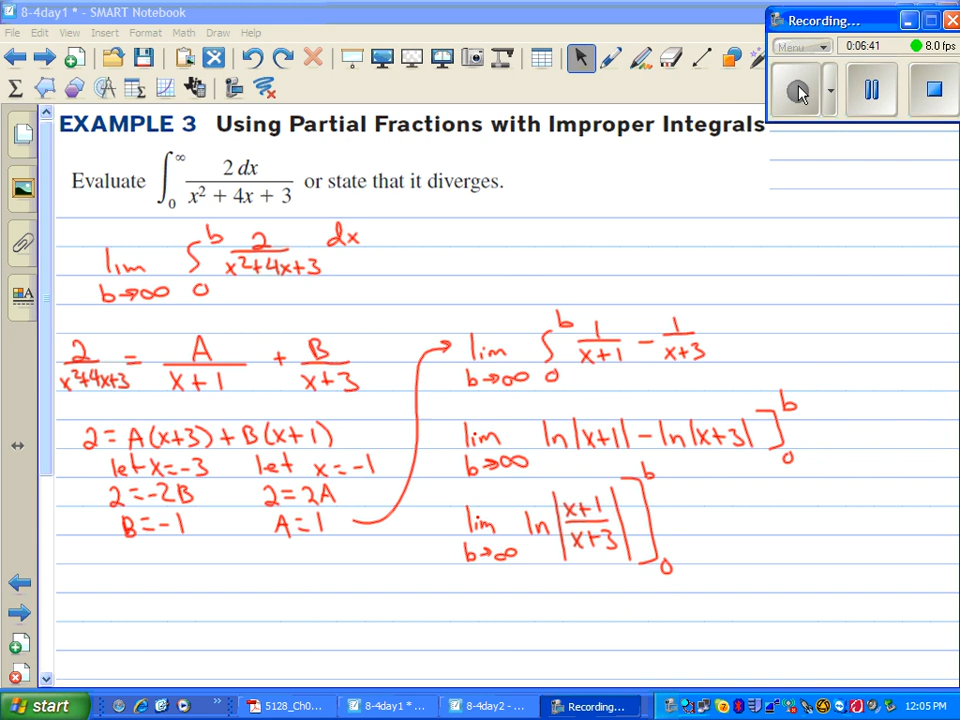 8-4day1 * - SMART Notebook
File Edit View Insert Format Math Draw Help
Recording...
Menu
0:06:41
8.0 fps
EXAMPLE 3 Using Partial Fractions with Improper Integrals
Evaluate ∫₀^∞ 2 dx / (x² + 4x + 3) or state that it diverges.
lim b→∞ ∫₀^b 2/(x²+4x+3) dx
2/(x²+4x+3) = A/(x+1) + B/(x+3)
2 = A(x+3) + B(x+1)
let x=-3 let x=-1
2=-2B 2=2A
B=-1 A=1
lim b→∞ ∫₀^b 1/(x+1) - 1/(x+3)
lim b→∞ ln|x+1| - ln|x+3| ]₀^b
lim b→∞ ln|(x+1)/(x+3)| ]₀^b
start
5128_Ch0...
8-4day1 *...
8-4day2 - ...
Recording...
12:05 PM